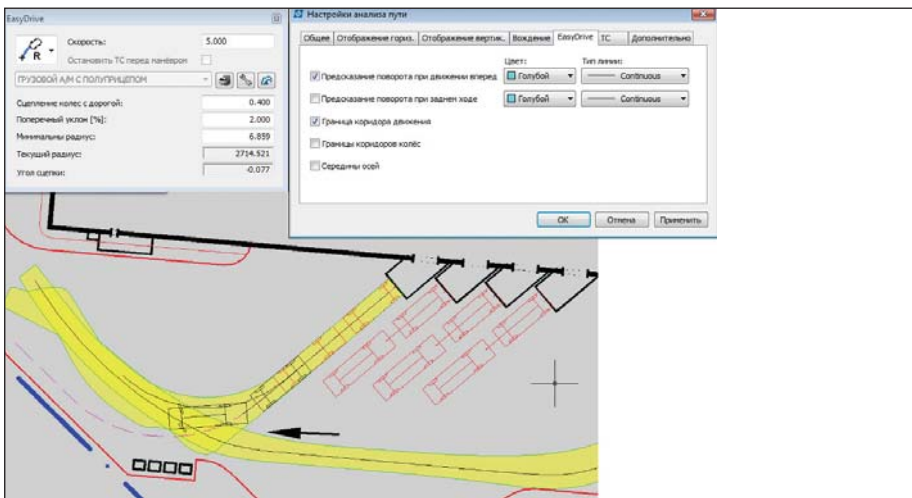 EasyDrive
Скорость: 5.000
Остановить ТС перед манёвром
R
ГРУЗОВОЙ А/М С ПОЛУПРИЦЕПОМ
Сцепление колес с дорогой: 0.400
Поперечный уклон [%]: 2.000
Минимальны радиус: 6.859
Текущий радиус: 2714.521
Угол сцепки: -0.077
Настройки анализа пути
Общее Отображение гориз.. Отображение вертик.. Вождение EasyDrive ТС Дополнительно
Цвет: Тип линии:
Предсказание поворота при движении вперед Голубой Continuous
Предсказание поворота при заднем ходе Голубой Continuous
Граница коридора движения
Границы коридоров колёс
Середины осей
ОК Отмена Применить